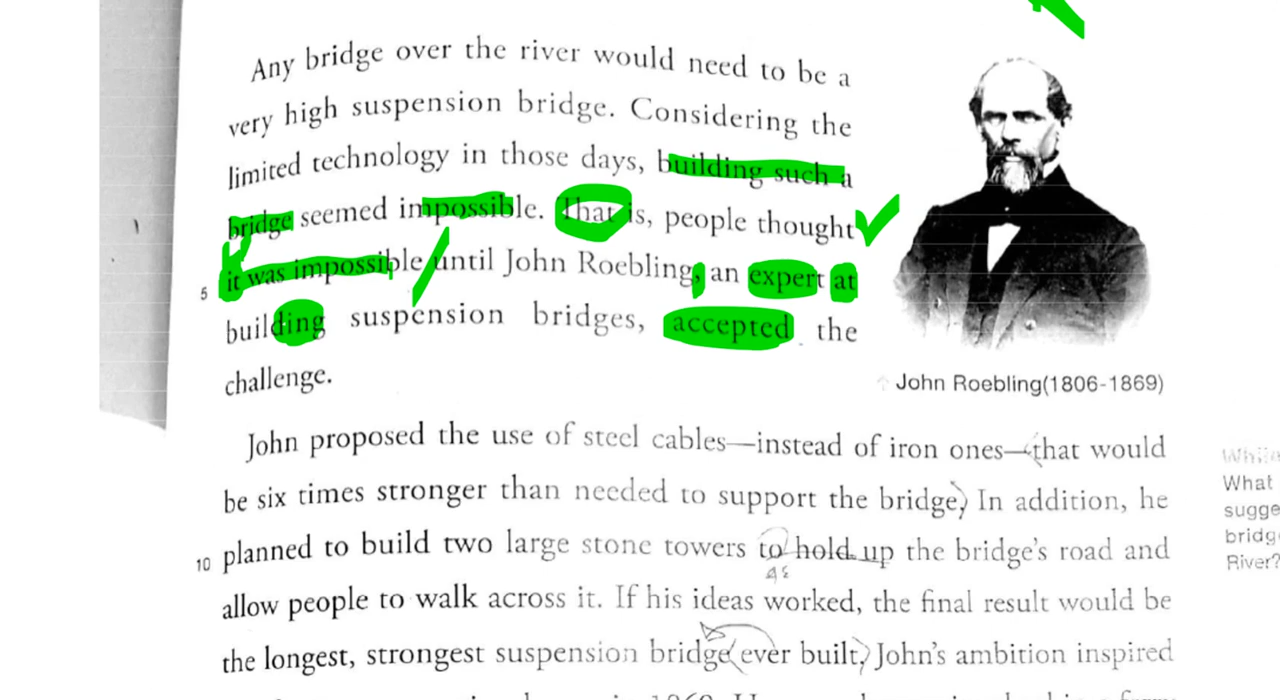 Any bridge over the river would need to be a
very high suspension bridge. Considering the
limited technology in those days, building such a
bridge seemed impossible. That is, people thought
it was impossible until John Roebling, an expert at
5
building suspension bridges, accepted the
challenge.
John Roebling(1806-1869)
John proposed the use of steel cables—instead of iron ones—that would
be six times stronger than needed to support the bridge. In addition, he
10 planned to build two large stone towers to hold up the bridge's road and
allow people to walk across it. If his ideas worked, the final result would be
the longest, strongest suspension bridge ever built. John's ambition inspired
What
sugge
bridg
River?